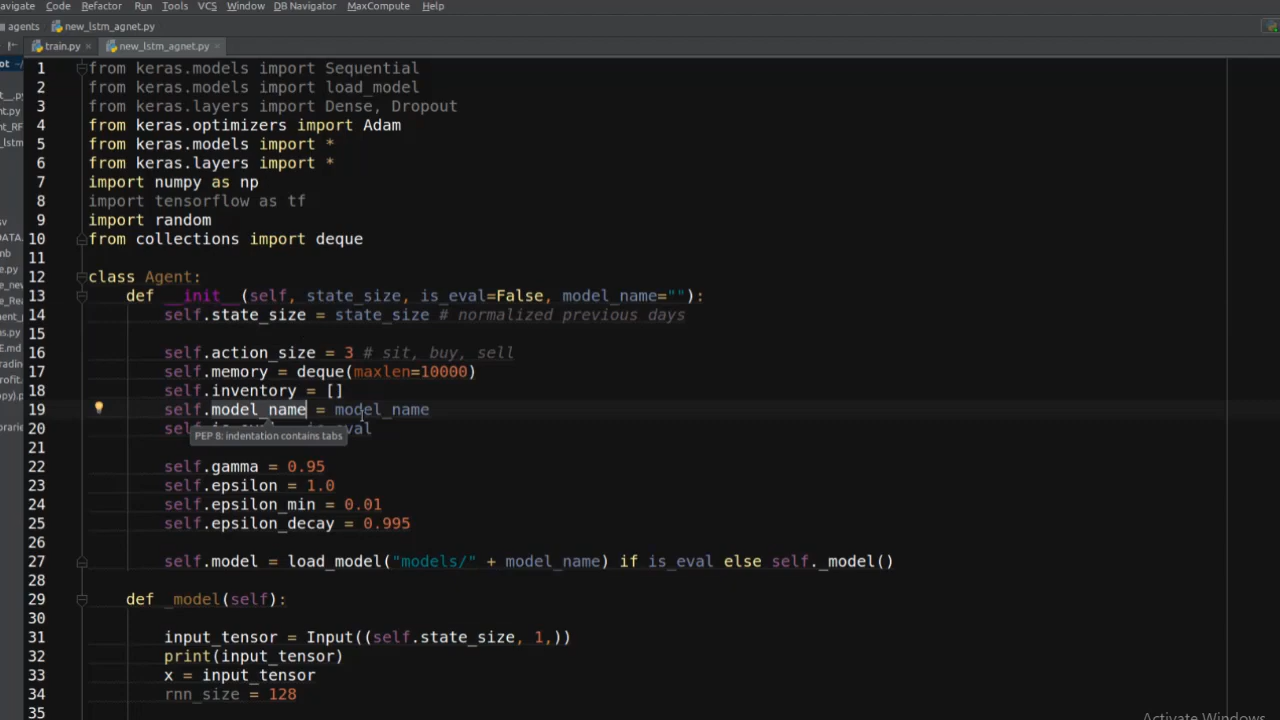 avigate Code Refactor Run Tools VCS Window DB Navigator MaxCompute Help
agents new_lstm_agnet.py
train.py new_lstm_agnet.py
1 from keras.models import Sequential
2 from keras.models import load_model
3 from keras.layers import Dense, Dropout
4 from keras.optimizers import Adam
5 from keras.models import *
6 from keras.layers import *
7 import numpy as np
8 import tensorflow as tf
9 import random
10 from collections import deque
11
12 class Agent:
13 def __init__(self, state_size, is_eval=False, model_name=""):
14 self.state_size = state_size # normalized previous days
15
16 self.action_size = 3 # sit, buy, sell
17 self.memory = deque(maxlen=10000)
18 self.inventory = []
19 self.model_name = model_name
20 self.is_eval = is_eval
PEP 8: indentation contains tabs
21
22 self.gamma = 0.95
23 self.epsilon = 1.0
24 self.epsilon_min = 0.01
25 self.epsilon_decay = 0.995
26
27 self.model = load_model("models/" + model_name) if is_eval else self._model()
28
29 def _model(self):
30
31 input_tensor = Input((self.state_size, 1,))
32 print(input_tensor)
33 x = input_tensor
34 rnn_size = 128
35
Activate Windows